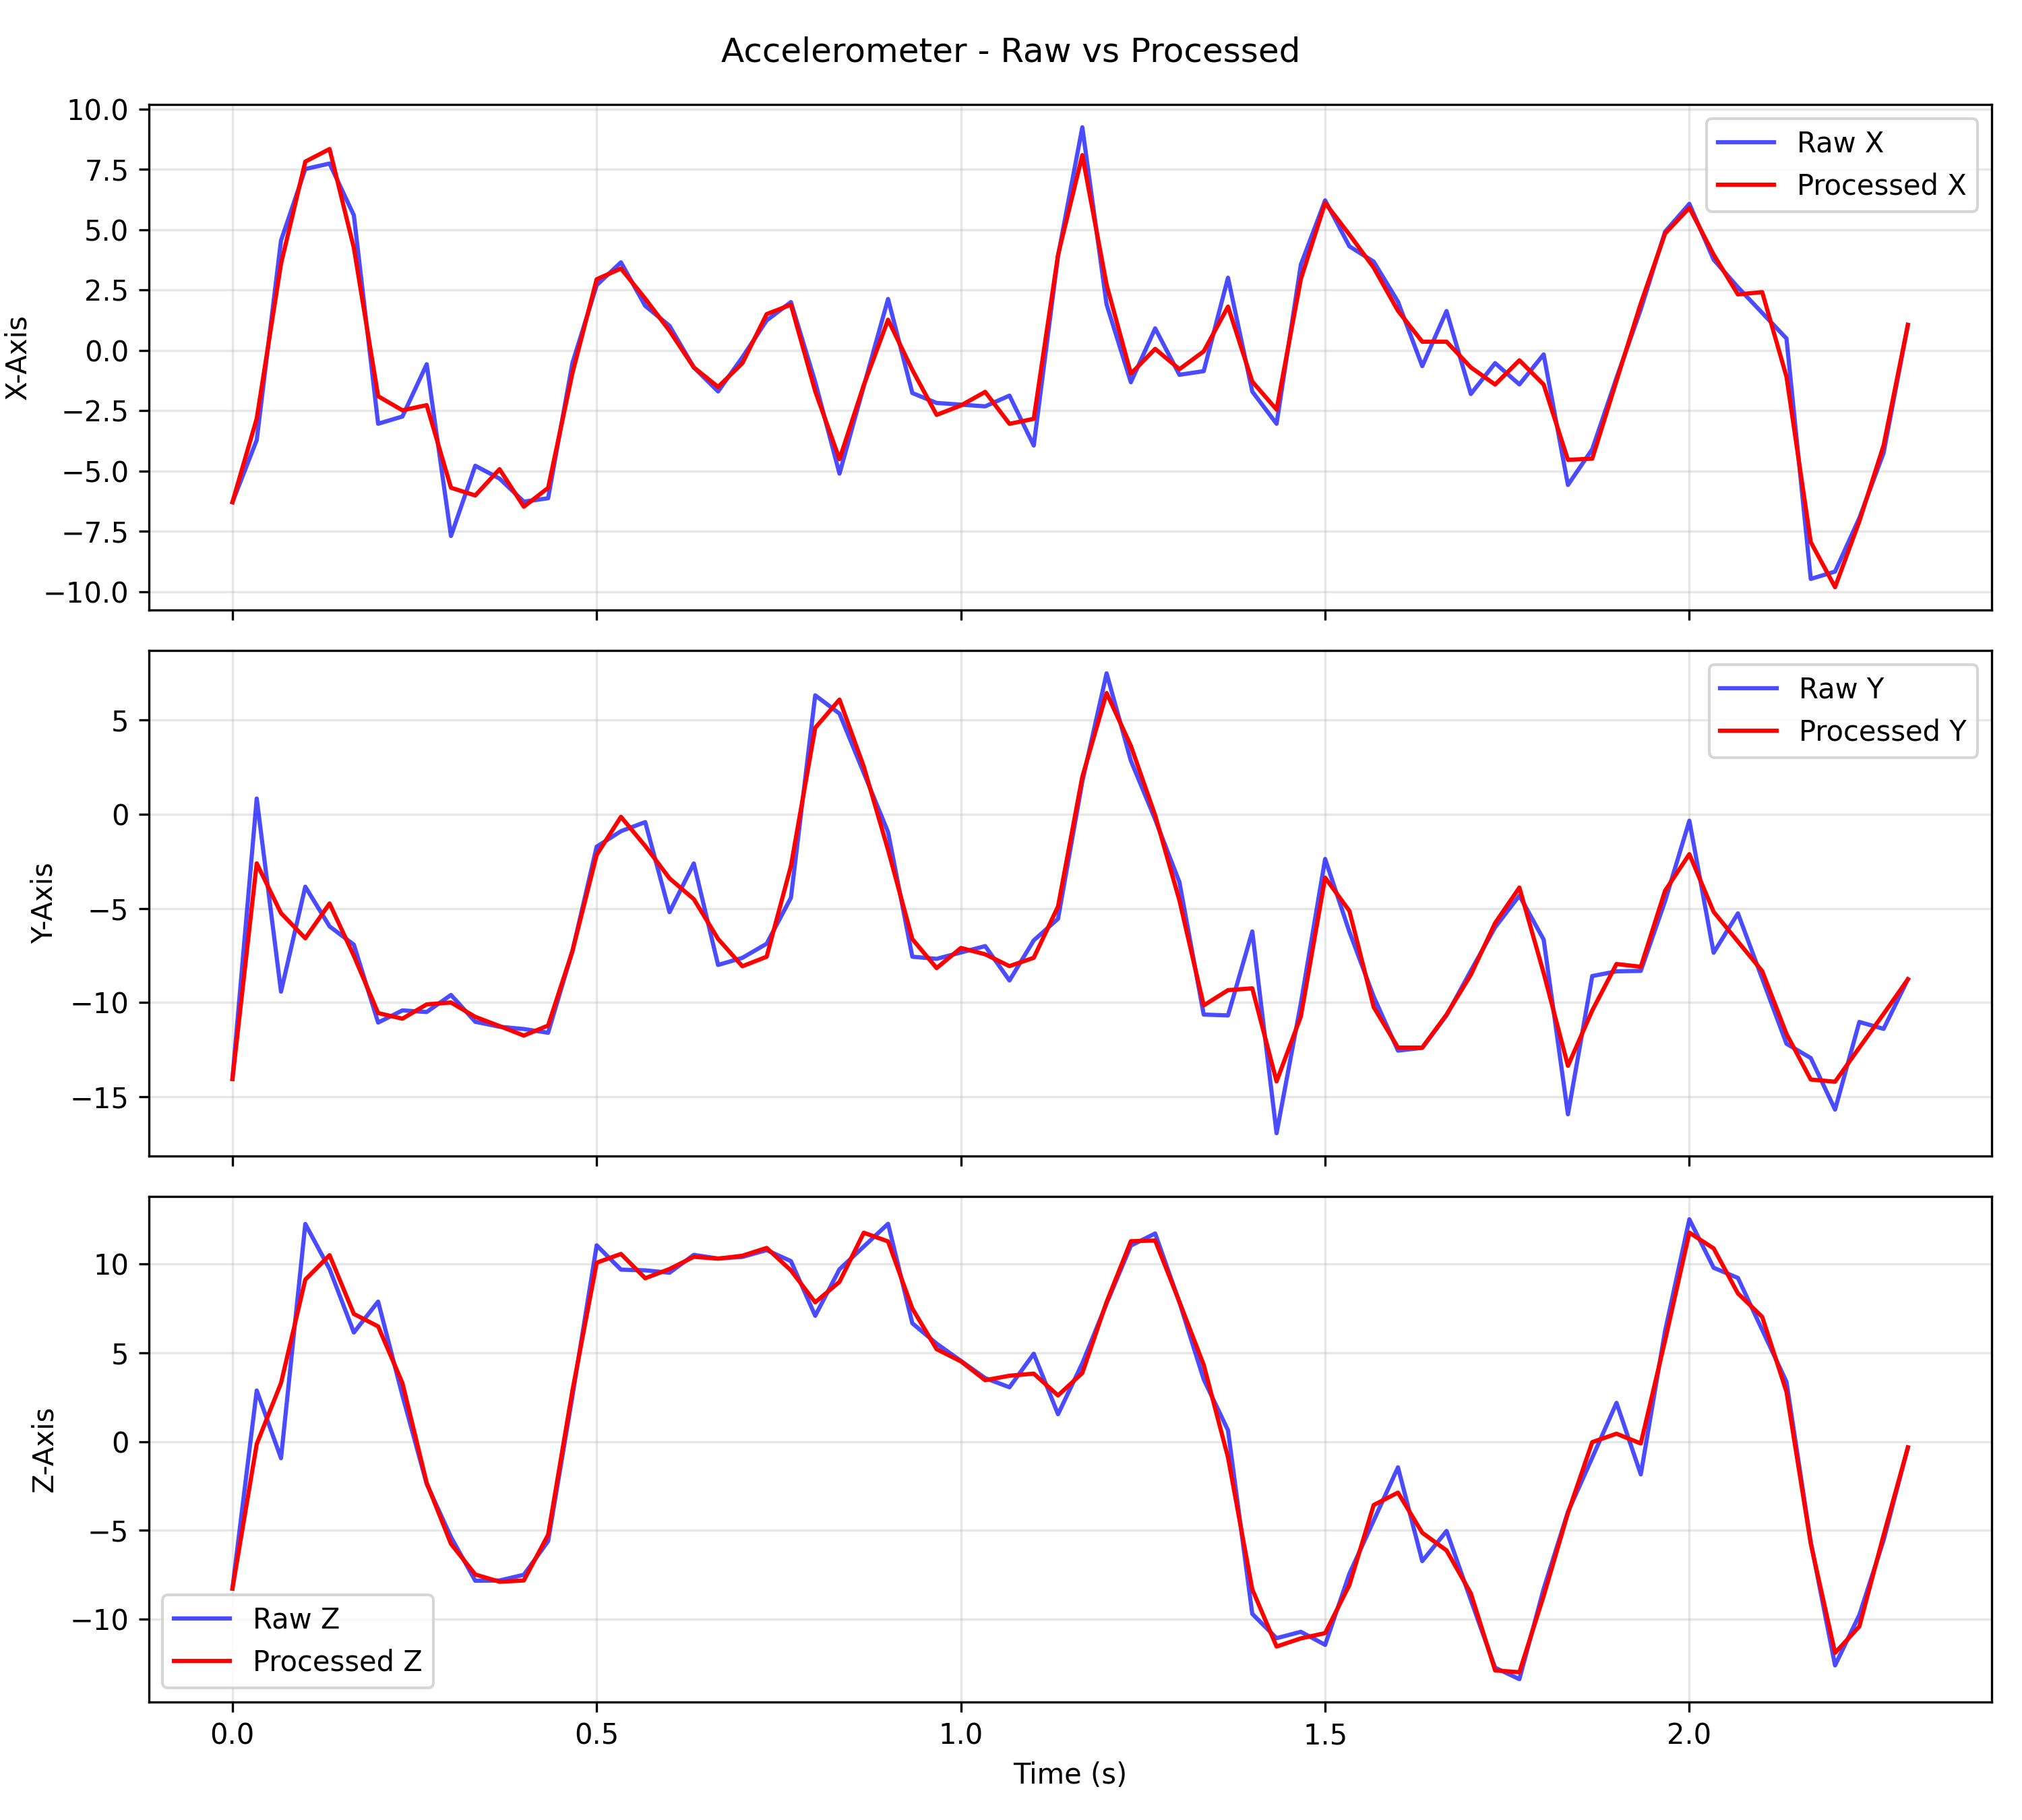 Accelerometer - Raw vs Processed
10.0
7.5
5.0
2.5
0.0
−2.5
−5.0
−7.5
−10.0
X-Axis
Raw X
Processed X
5
0
−5
−10
−15
Y-Axis
Raw Y
Processed Y
10
5
0
−5
−10
Z-Axis
Raw Z
Processed Z
0.0 0.5 1.0 1.5 2.0
Time (s)